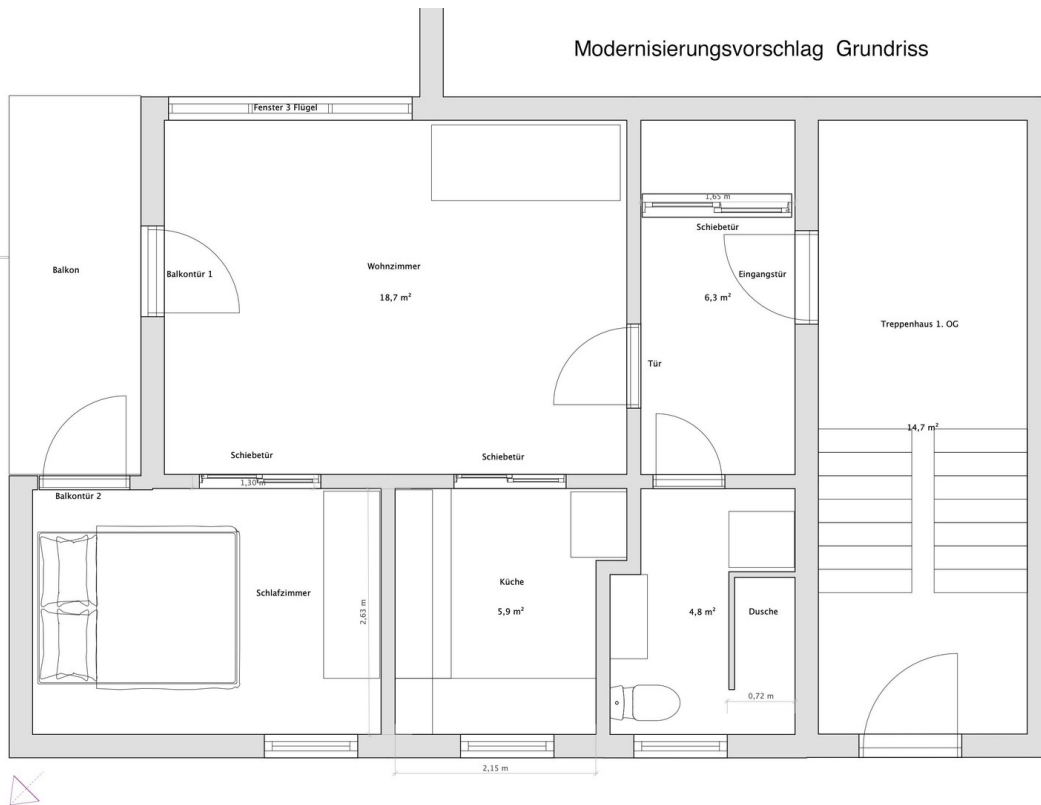 Modernisierungsvorschlag Grundriss
Fenster 3 Flügel
1,65 m
Schiebetür
Balkon
Balkontür 1
Wohnzimmer
18,7 m²
Eingangstür
6,3 m²
Treppenhaus 1. OG
Tür
14,7 m²
Schiebetür
Schiebetür
1,30 m
Balkontür 2
Schlafzimmer
2,63 m
Küche
5,9 m²
4,8 m²
Dusche
0,72 m
2,15 m